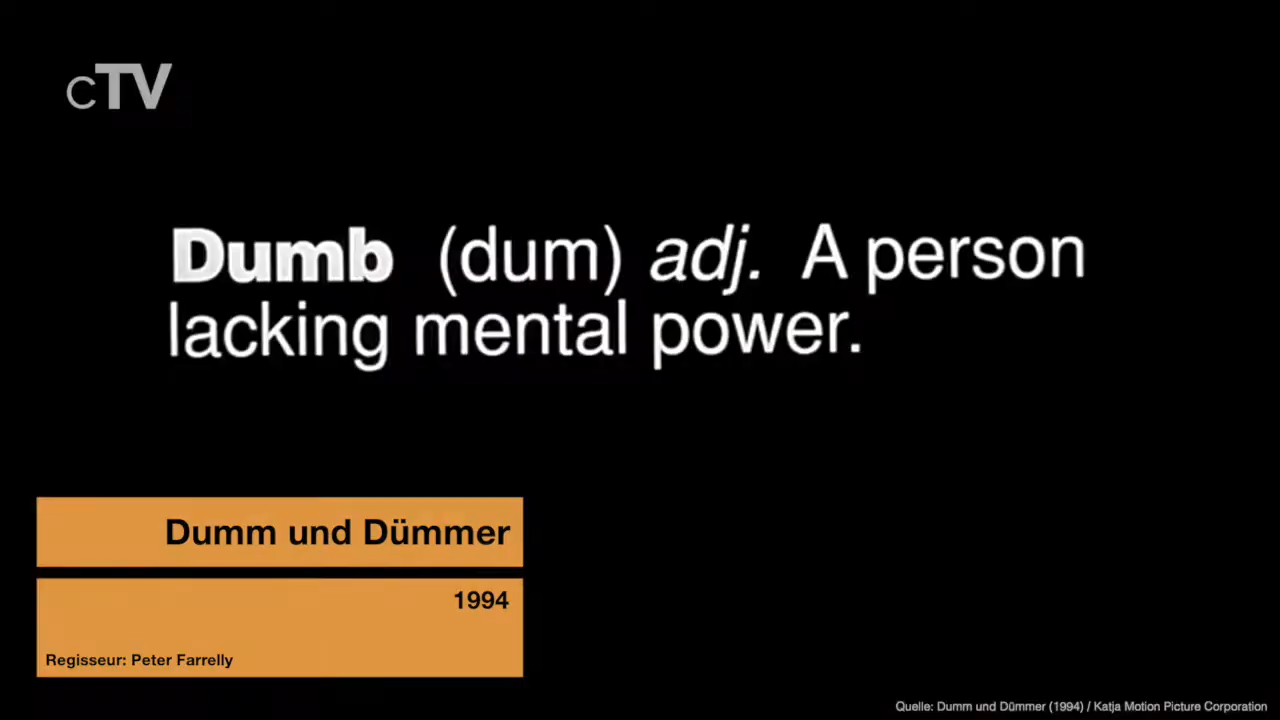 cTV
Dumb (dum) adj. A person
lacking mental power.
Dumm und Dümmer
1994
Regisseur: Peter Farrelly
Quelle: Dumm und Dümmer (1994) / Katja Motion Picture Corporation